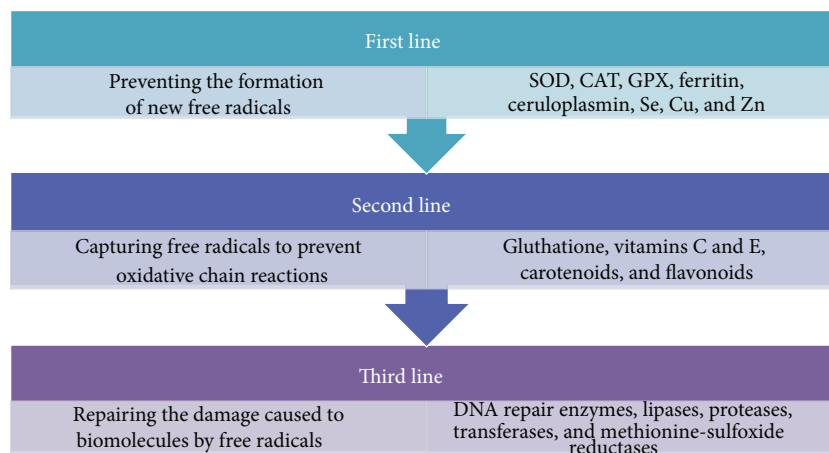 First line
Preventing the formation
of new free radicals
SOD, CAT, GPX, ferritin,
ceruloplasmin, Se, Cu, and Zn
Second line
Capturing free radicals to prevent
oxidative chain reactions
Gluthatione, vitamins C and E,
carotenoids, and flavonoids
Third line
Repairing the damage caused to
biomolecules by free radicals
DNA repair enzymes, lipases, proteases,
transferases, and methionine-sulfoxide
reductases